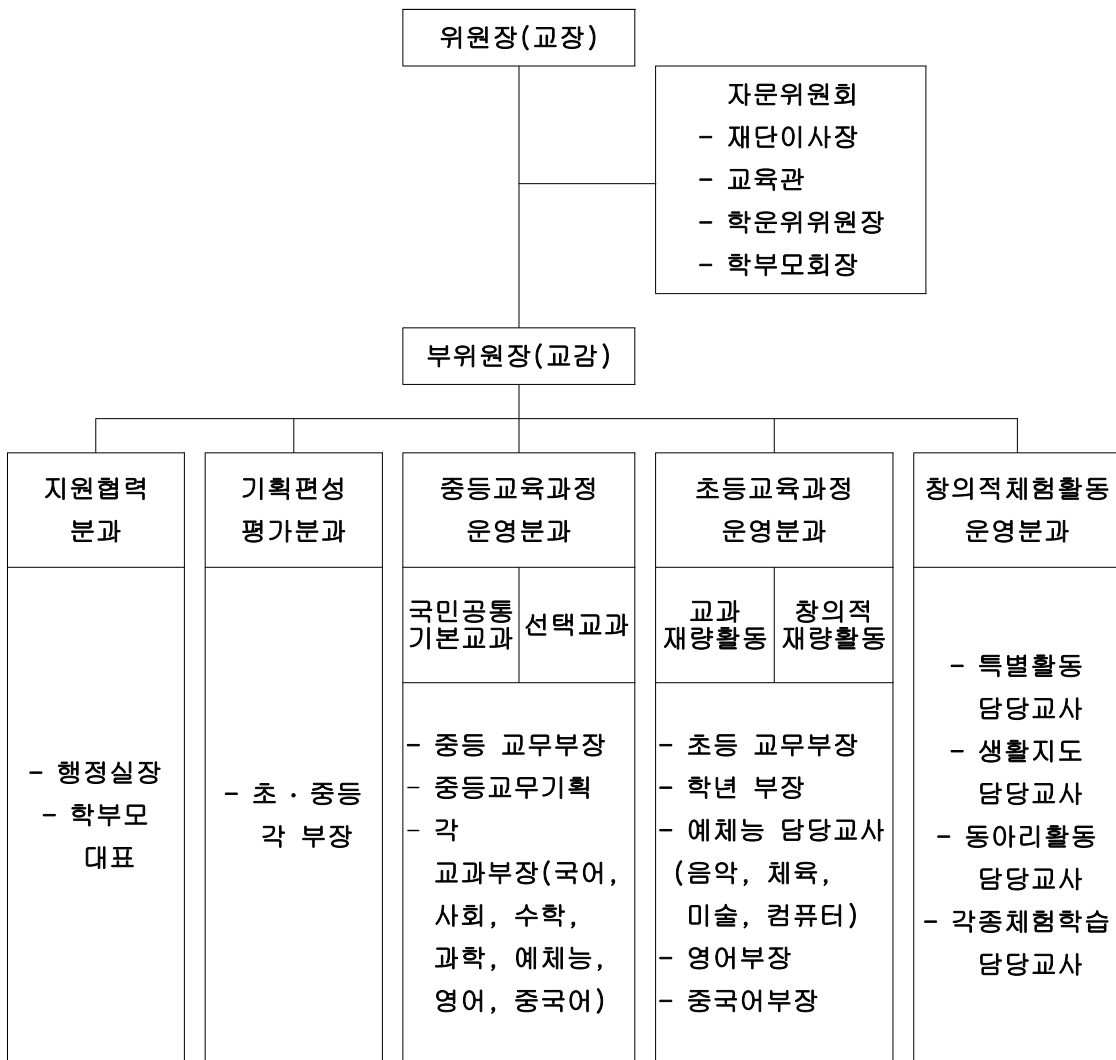 위원장(교장)
자문위원회
- 재단이사장
- 교육관
- 학운위위원장
- 학부모회장
부위원장(교감)
지원협력
분과
기획편성
평가분과
중등교육과정
운영분과
초등교육과정
운영분과
창의적체험활동
운영분과
- 행정실장
- 학부모
대표
- 초 · 중등
각 부장
국민공통
기본교과
선택교과
- 중등 교무부장
- 중등교무기획
- 각
교과부장(국어,
사회, 수학,
과학, 예체능,
영어, 중국어)
교과
재량활동
창의적
재량활동
- 초등 교무부장
- 학년 부장
- 예체능 담당교사
(음악, 체육,
미술, 컴퓨터)
- 영어부장
- 중국어부장
- 특별활동
담당교사
- 생활지도
담당교사
- 동아리활동
담당교사
- 각종체험학습
담당교사